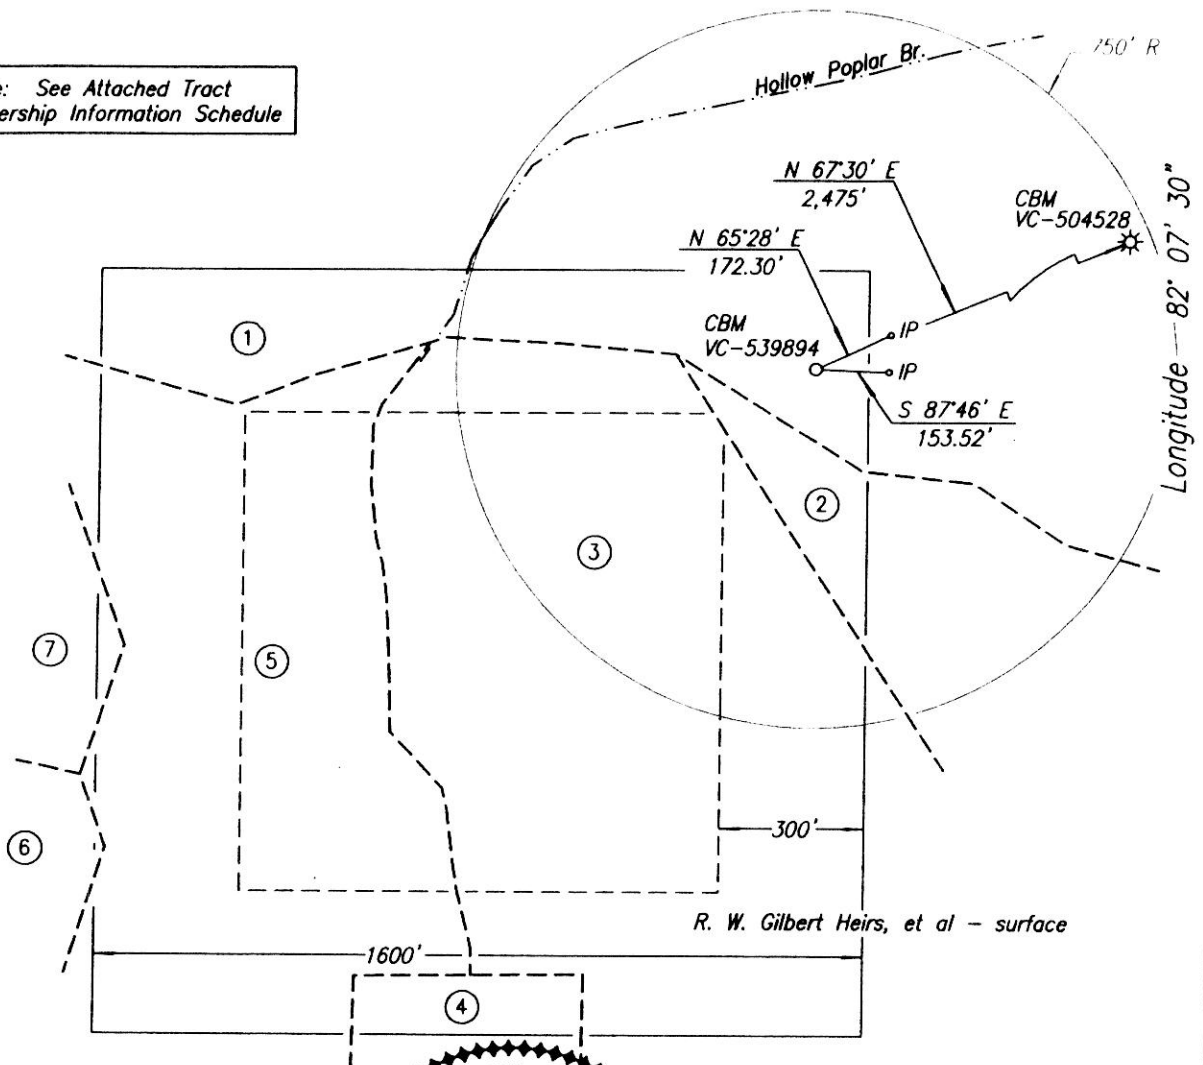 See Attached Tract
Information Schedule
Hollow Poplar Br.
750' R
N 67°30' E
2,475'
CBM
VC-504528
N 65°28' E
172.30'
Longitude — 82° 07' 30"
CBM
VC-539894
IP
IP
S 87°46' E
153.52'
1
2
3
7
5
6
300'
R. W. Gilbert Heirs, et al - surface
1600'
4